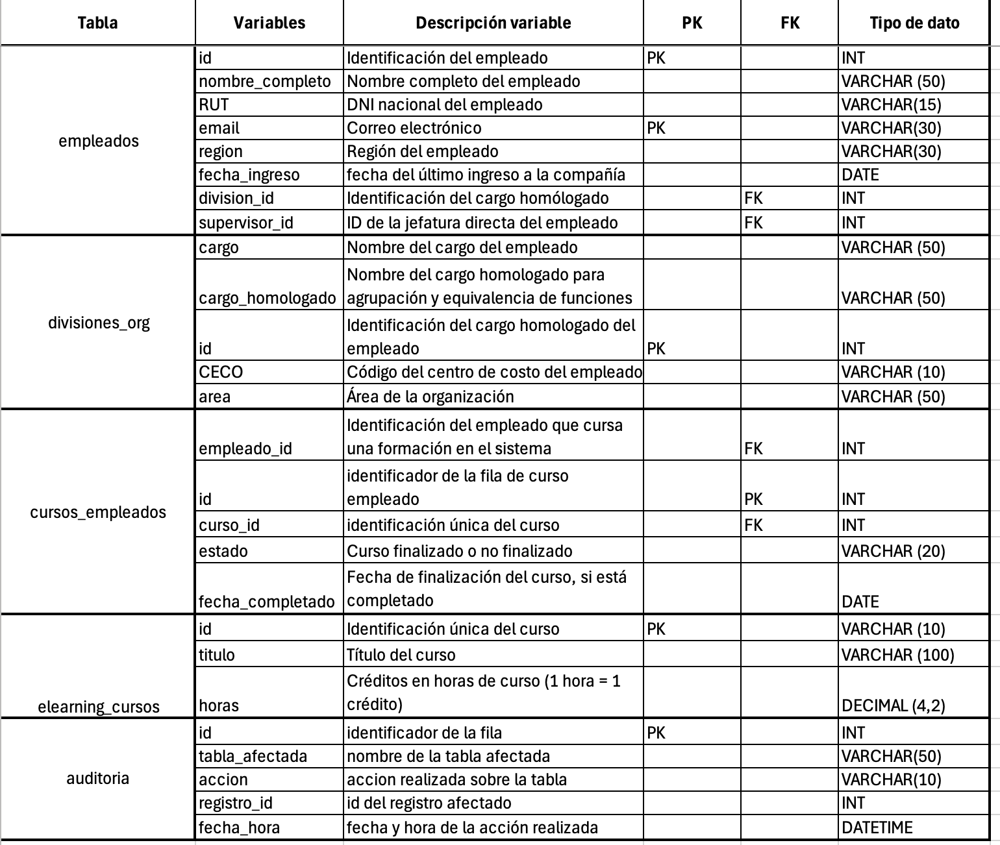 Tabla Variables Descripción variable PK FK Tipo de dato
empleados
id Identificación del empleado PK INT
nombre_completo Nombre completo del empleado VARCHAR (50)
RUT DNI nacional del empleado VARCHAR(15)
email Correo electrónico PK VARCHAR(30)
region Región del empleado VARCHAR(30)
fecha_ingreso fecha del último ingreso a la compañía DATE
division_id Identificación del cargo homólogado FK INT
supervisor_id ID de la jefatura directa del empleado FK INT
divisiones_org
cargo Nombre del cargo del empleado VARCHAR (50)
Nombre del cargo homologado para
cargo_homologado agrupación y equivalencia de funciones VARCHAR (50)
Identificación del cargo homologado del
id empleado PK INT
CECO Código del centro de costo del empleado VARCHAR (10)
area Área de la organización VARCHAR (50)
cursos_empleados
Identificación del empleado que cursa
empleado_id una formación en el sistema FK INT
identificador de la fila de curso
id empleado PK INT
curso_id identificación única del curso FK INT
estado Curso finalizado o no finalizado VARCHAR (20)
Fecha de finalización del curso, si está
fecha_completado completado DATE
elearning_cursos
id Identificación única del curso PK VARCHAR (10)
titulo Título del curso VARCHAR (100)
Créditos en horas de curso (1 hora = 1
horas crédito) DECIMAL (4,2)
auditoria
id identificador de la fila PK INT
tabla_afectada nombre de la tabla afectada VARCHAR(50)
accion accion realizada sobre la tabla VARCHAR(10)
registro_id id del registro afectado INT
fecha_hora fecha y hora de la acción realizada DATETIME